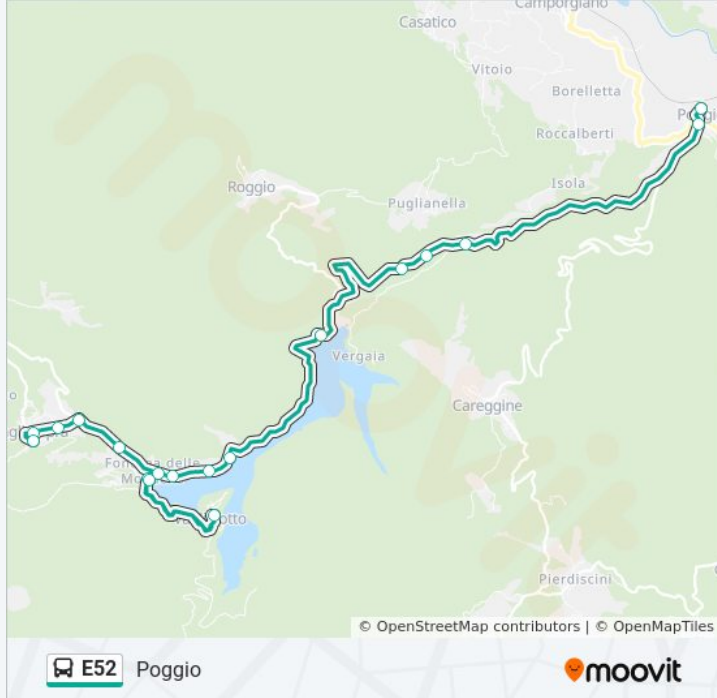 Camporgiano
Casatico
Vitoio
Borelletta
Roccalberti
Isola
Roggio
Puglianella
Vergaia
Careggine
Pierdiscini
© OpenStreetMap contributors | © OpenMapTiles
E52 Poggio
moovit